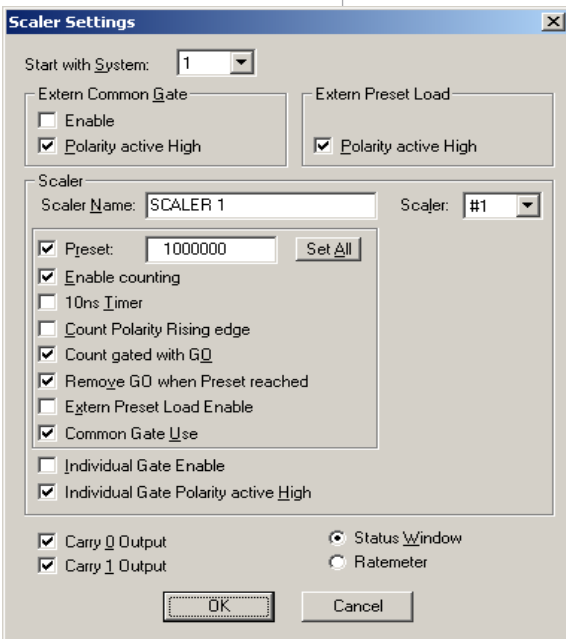 Scaler Settings
Start with System: 1
Extern Common Gate
Enable
Polarity active High
Extern Preset Load
Polarity active High
Scaler
Scaler Name: SCALER 1
Scaler: #1
Preset: 1000000 Set All
Enable counting
10ns Timer
Count Polarity Rising edge
Count gated with GO
Remove GO when Preset reached
Extern Preset Load Enable
Common Gate Use
Individual Gate Enable
Individual Gate Polarity active High
Carry 0 Output
Carry 1 Output
Status Window
Ratemeter
OK Cancel